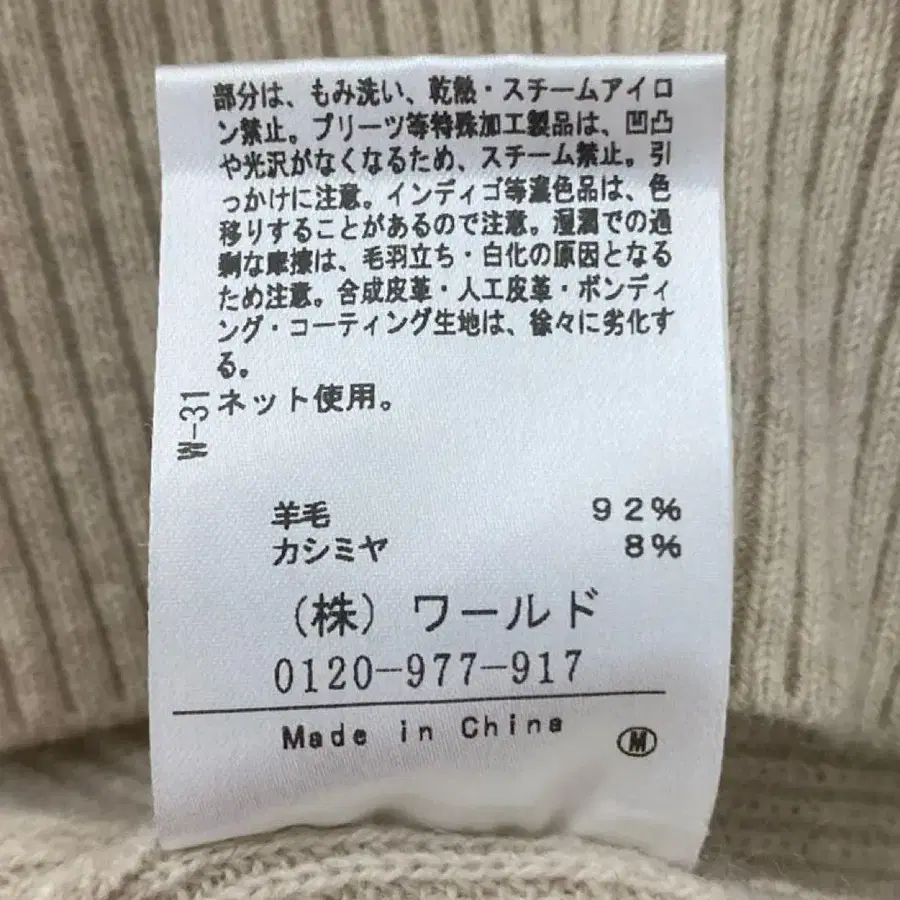 部分は、もみ洗い、乾熱・スチームアイロ
ン禁止。プリーツ等特殊加工製品は、凹凸
や光沢がなくなるため、スチーム禁止。引
っかけに注意。インディゴ等濃色品は、色
移りすることがあるので注意。湿潤での過
剰な摩擦は、毛羽立ち・白化の原因となる
ため注意。合成皮革・人工皮革・ボンディ
ング・コーティング生地は、徐々に劣化す
る。
ネット使用。
W-31
羊毛 92%
カシミヤ 8%
(株)ワールド
0120-977-917
Made in China
M